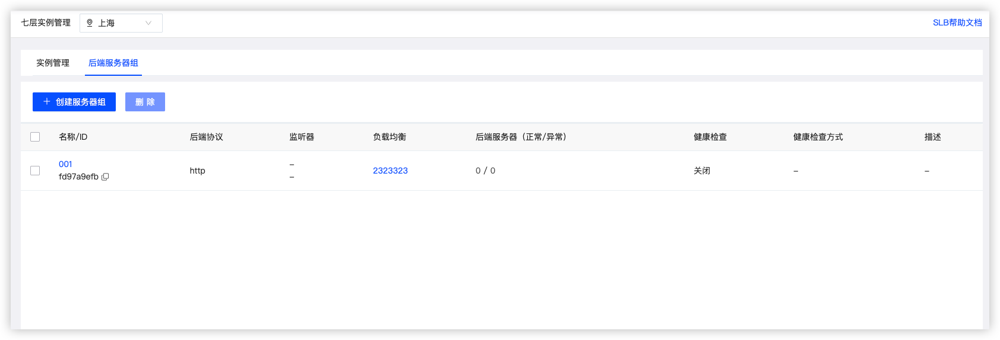 七层实例管理 上海 SLB帮助文档
实例管理 后端服务器组
创建服务器组 删 除
名称/ID 后端协议 监听器 负载均衡 后端服务器（正常/异常） 健康检查 健康检查方式 描述
001 –
http 2323323 0 / 0 关闭 – –
fd97a9efb –